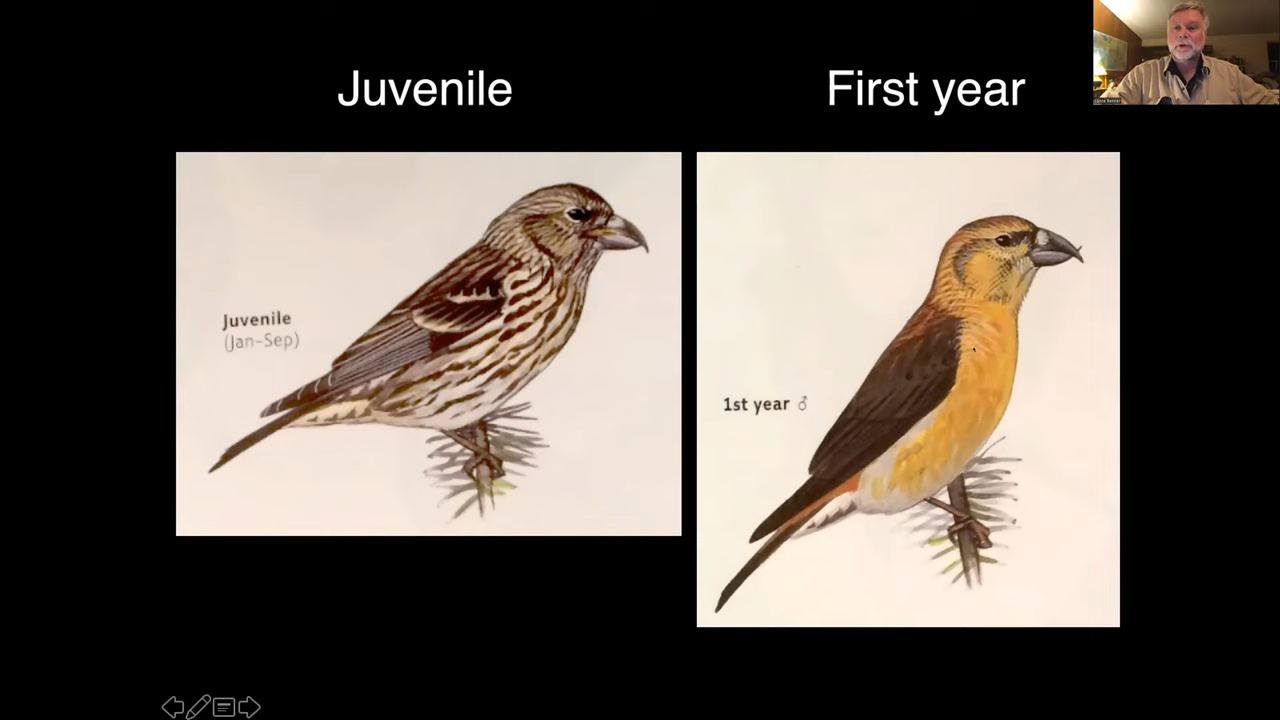 Juvenile
First year
Juvenile
(Jan-Sep)
1st year ♂